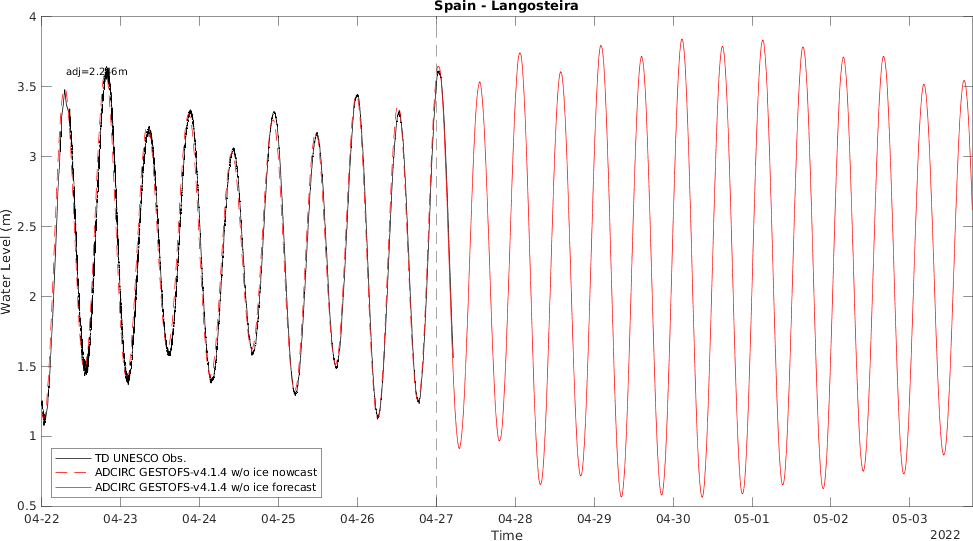 Spain - Langosteira
4
3.5
3
2.5
2
1.5
1
0.5
Water Level (m)
TD UNESCO Obs.
ADCIRC GESTOFS-v4.1.4 w/o ice nowcast
ADCIRC GESTOFS-v4.1.4 w/o ice forecast
04-22 04-23 04-24 04-25 04-26 04-27 04-28 04-29 04-30 05-01 05-02 05-03
Time
2022